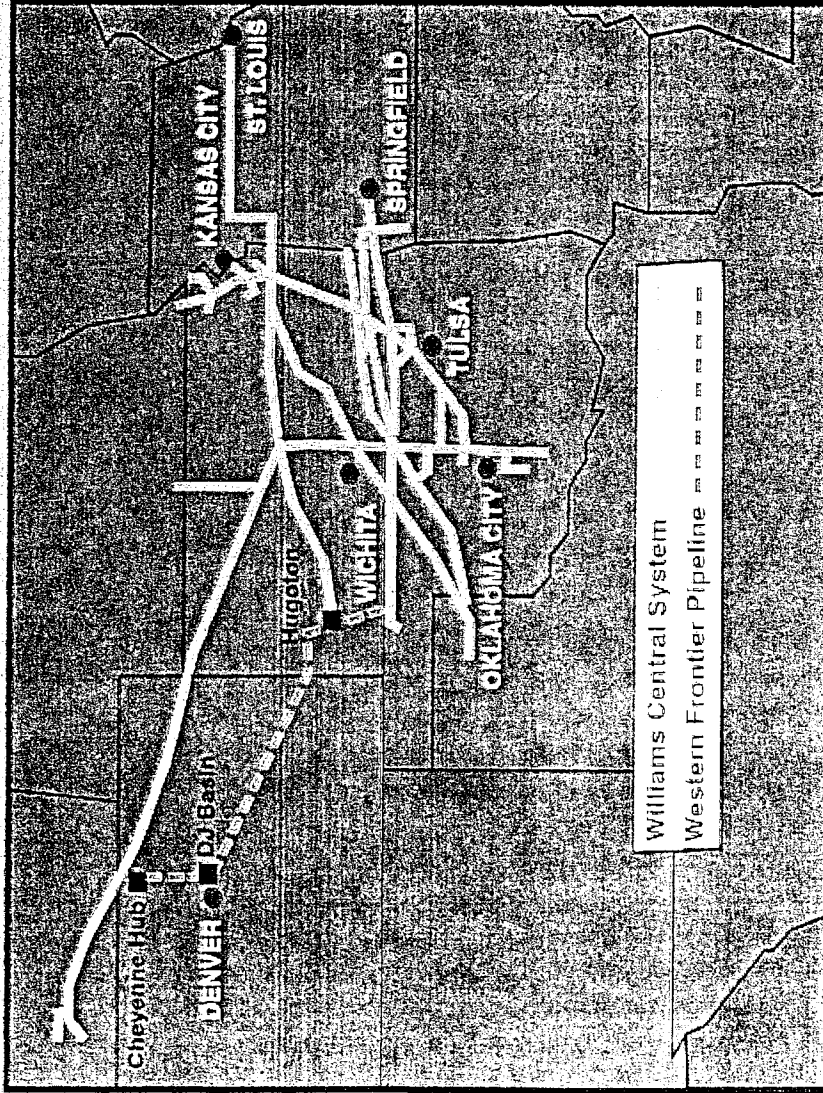 Cheyenne Hub
DENVER
DJ Basin
Hugoton
WICHITA
OKLAHOMA CITY
TULSA
KANSAS CITY
ST. LOUIS
SPRINGFIELD
Williams Central System
Western Frontier Pipeline